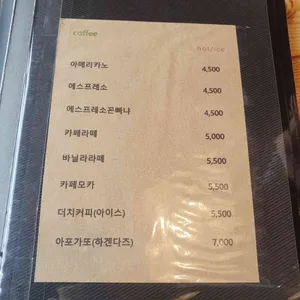 coffee
hot/ice
아메리카노 4,500
에스프레소 4,500
에스프레소꼰빠냐 4,500
카페라떼 5,000
바닐라라떼 5,500
카페모카 5,500
더치커피(아이스) 5,500
아포가또(하겐다즈) 7,000